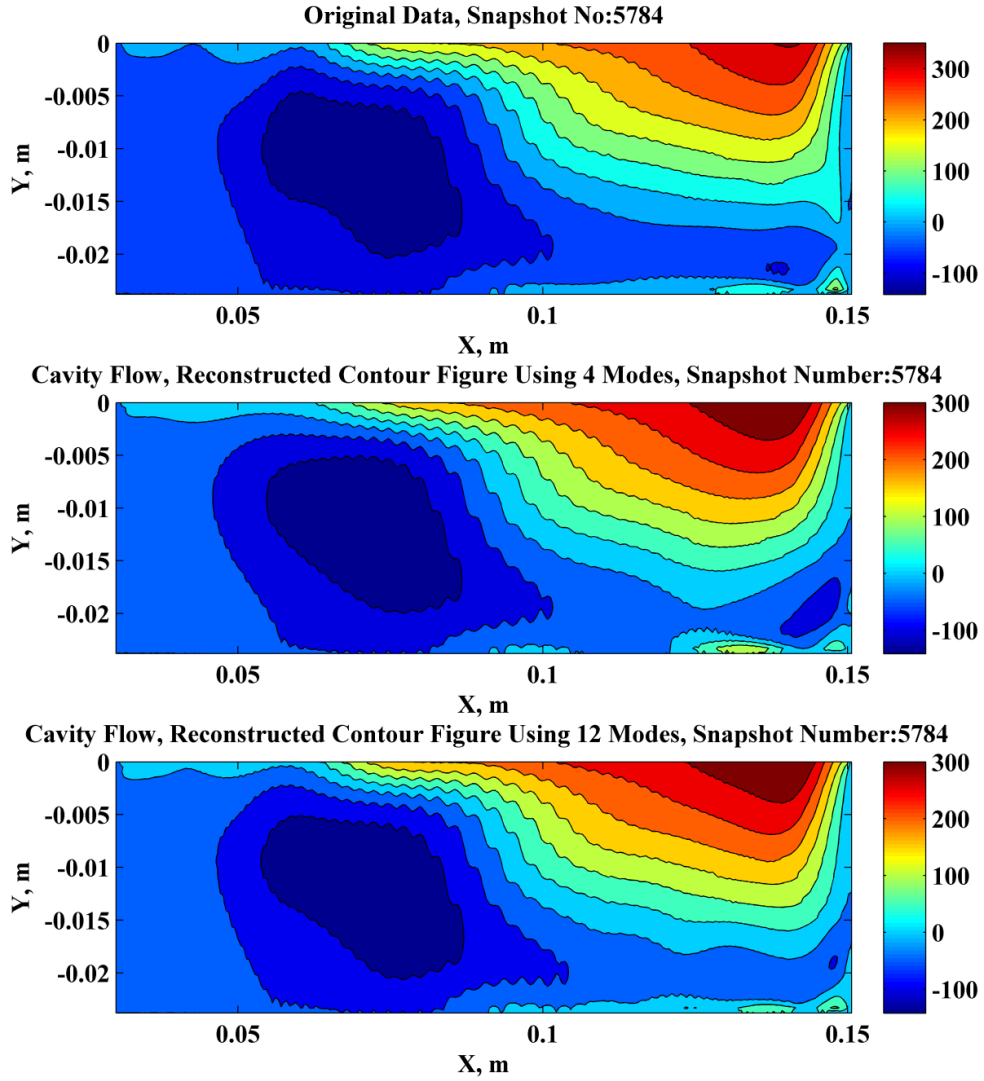 Original Data, Snapshot No:5784
0
-0.005
-0.01
-0.015
-0.02
Y, m
0.05 0.1 0.15
X, m
300
200
100
0
-100
Cavity Flow, Reconstructed Contour Figure Using 4 Modes, Snapshot Number:5784
0
-0.005
-0.01
-0.015
-0.02
Y, m
0.05 0.1 0.15
X, m
300
200
100
0
-100
Cavity Flow, Reconstructed Contour Figure Using 12 Modes, Snapshot Number:5784
0
-0.005
-0.01
-0.015
-0.02
Y, m
0.05 0.1 0.15
X, m
300
200
100
0
-100